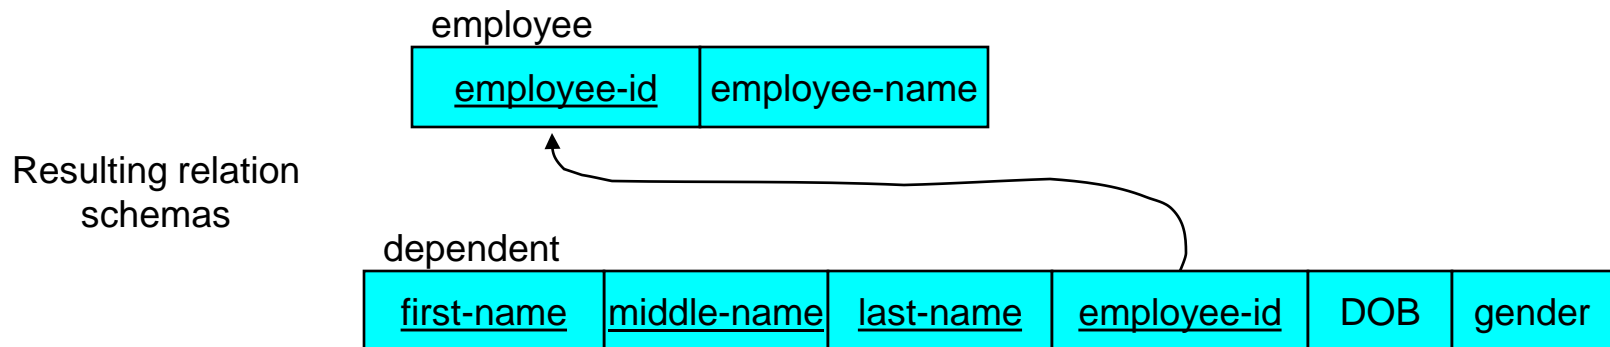 employee
employee-id employee-name
Resulting relation
schemas
dependent
first-name middle-name last-name employee-id DOB gender